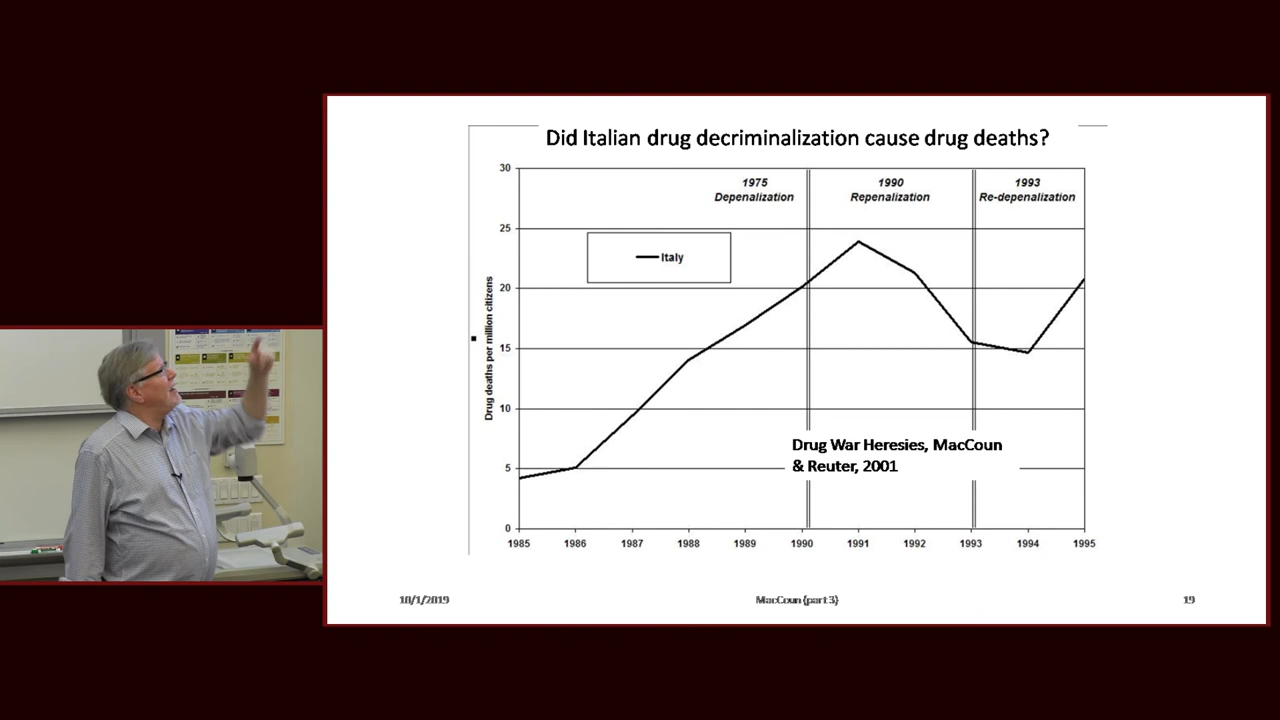 Did Italian drug decriminalization cause drug deaths?
30
25
20
15
10
5
0
Drug deaths per million citizens
1975
Depenalization
1990
Repenalization
1993
Re-depenalization
Italy
Drug War Heresies, MacCoun
& Reuter, 2001
1985 1986 1987 1988 1989 1990 1991 1992 1993 1994 1995
10/1/2019 MacCoun (part 3) 19